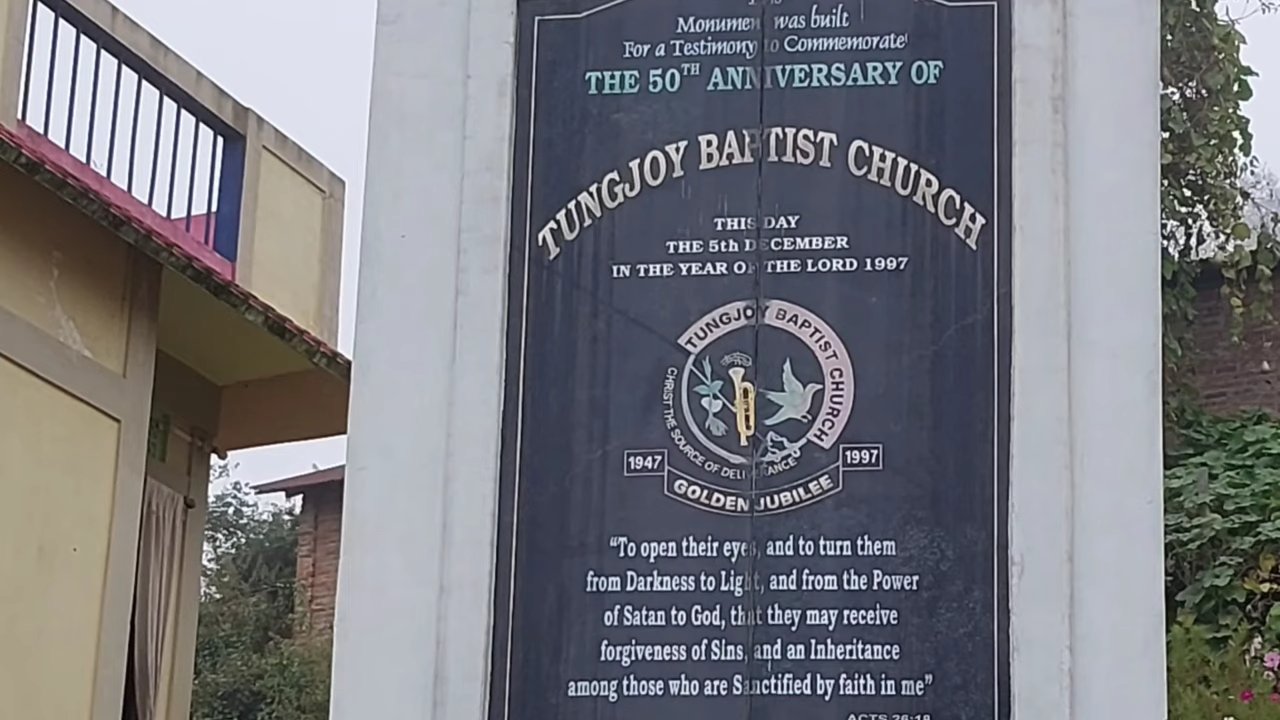 Monument was built
For a Testimony to Commemorate
THE 50TH ANNIVERSARY OF
TUNGJOY BAPTIST CHURCH
THIS DAY
THE 5th DECEMBER
IN THE YEAR OF THE LORD 1997
TUNGJOY BAPTIST CHURCH
CHRIST THE SOURCE OF DELIVERANCE
1947
1997
GOLDEN JUBILEE
“To open their eyes, and to turn them
from Darkness to Light, and from the Power
of Satan to God, that they may receive
forgiveness of Sins, and an Inheritance
among those who are Sanctified by faith in me”
ACTS 26:18